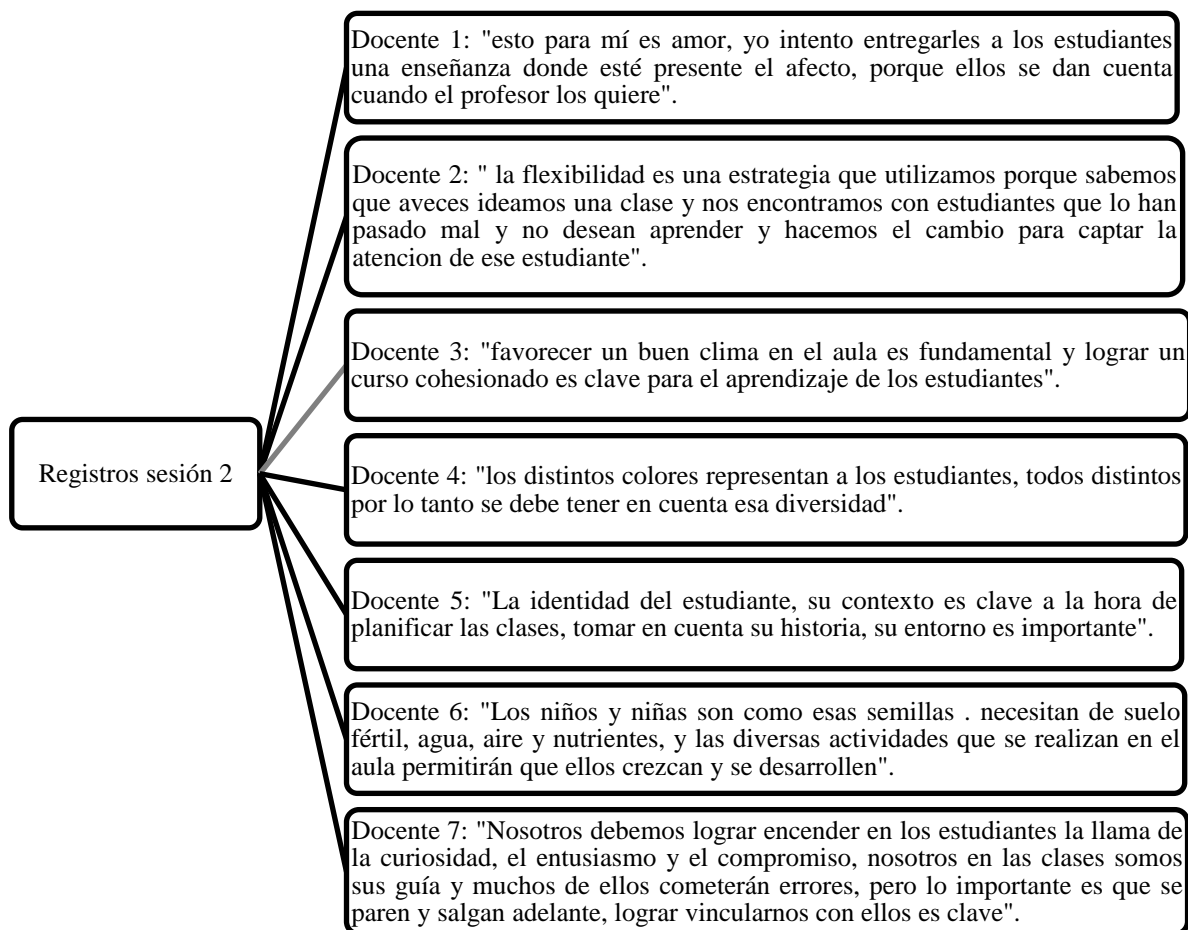 Docente 1: "esto para mí es amor, yo intento entregarles a los estudiantes
una enseñanza donde esté presente el afecto, porque ellos se dan cuenta
cuando el profesor los quiere".
Docente 2: " la flexibilidad es una estrategia que utilizamos porque sabemos
que aveces ideamos una clase y nos encontramos con estudiantes que lo han
pasado mal y no desean aprender y hacemos el cambio para captar la
atencion de ese estudiante".
Docente 3: "favorecer un buen clima en el aula es fundamental y lograr un
curso cohesionado es clave para el aprendizaje de los estudiantes".
Registros sesión 2
Docente 4: "los distintos colores representan a los estudiantes, todos distintos
por lo tanto se debe tener en cuenta esa diversidad".
Docente 5: "La identidad del estudiante, su contexto es clave a la hora de
planificar las clases, tomar en cuenta su historia, su entorno es importante".
Docente 6: "Los niños y niñas son como esas semillas . necesitan de suelo
fértil, agua, aire y nutrientes, y las diversas actividades que se realizan en el
aula permitirán que ellos crezcan y se desarrollen".
Docente 7: "Nosotros debemos lograr encender en los estudiantes la llama de
la curiosidad, el entusiasmo y el compromiso, nosotros en las clases somos
sus guía y muchos de ellos cometerán errores, pero lo importante es que se
paren y salgan adelante, lograr vincularnos con ellos es clave".